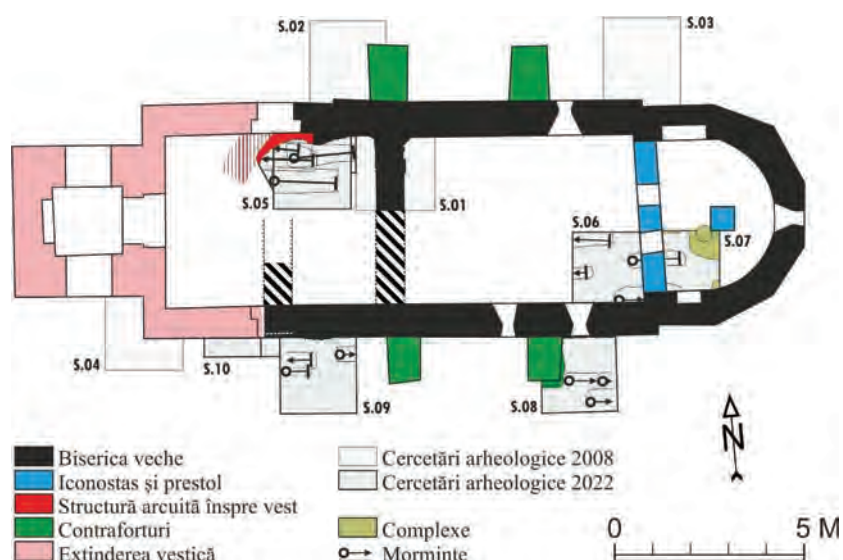 S.02
S.03
S.05
S.01
S.06
S.07
S.04
S.10
S.09
S.08
N
Biserica veche
Iconostas și prestol
Structură arcuită înspre vest
Contraforturi
Extinderea vestică
Cercetări arheologice 2008
Cercetări arheologice 2022
Complexe
Morminte
0 5 M